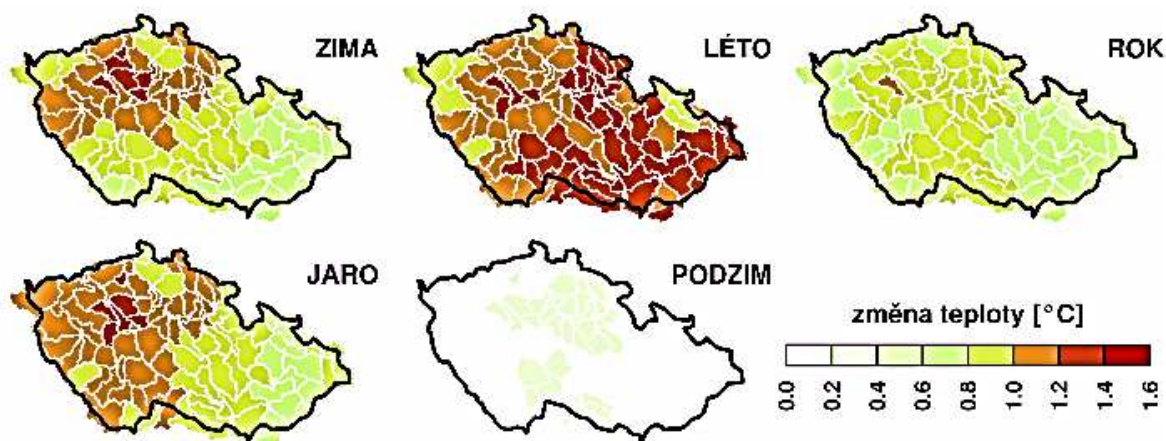 ZIMA
LÉTO
ROK
JARO
PODZIM
změna teploty [°C]
0.0 0.2 0.4 0.6 0.8 1.0 1.2 1.4 1.6